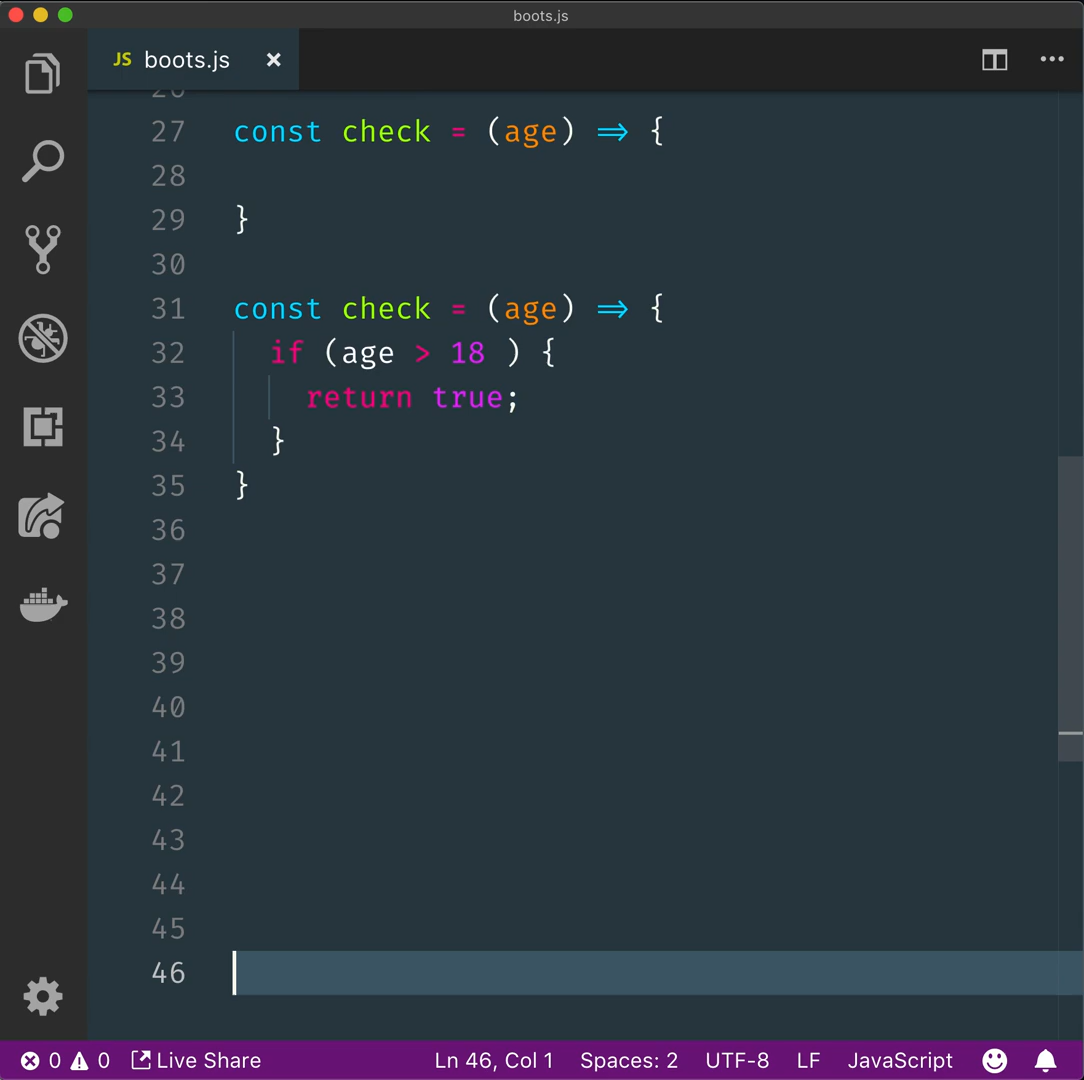 boots.js
JS boots.js ×
26
27 const check = (age) => {
28
29 }
30
31 const check = (age) => {
32 if (age > 18 ) {
33 return true;
34 }
35 }
36
37
38
39
40
41
42
43
44
45
46
0 0 Live Share Ln 46, Col 1 Spaces: 2 UTF-8 LF JavaScript